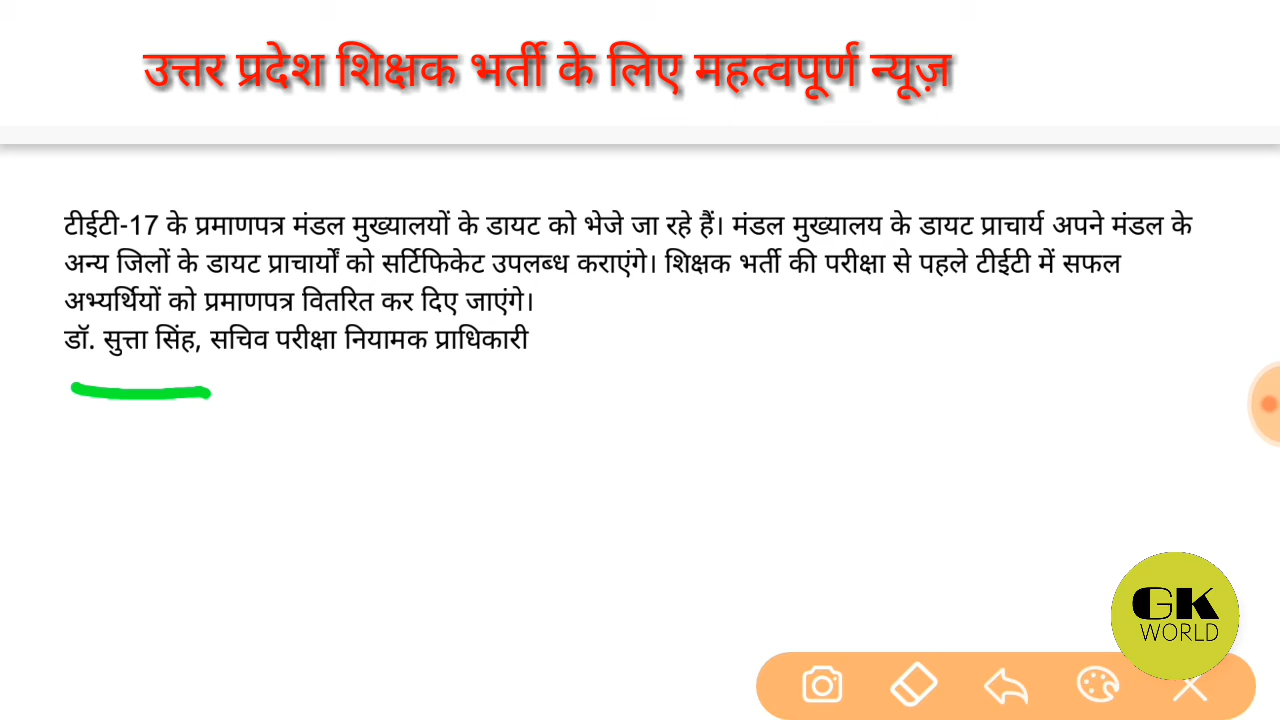 उत्तर प्रदेश शिक्षक भर्ती के लिए महत्वपूर्ण न्यूज़
टीईटी-17 के प्रमाणपत्र मंडल मुख्यालयों के डायट को भेजे जा रहे हैं। मंडल मुख्यालय के डायट प्राचार्य अपने मंडल के
अन्य जिलों के डायट प्राचार्यों को सर्टिफिकेट उपलब्ध कराएंगे। शिक्षक भर्ती की परीक्षा से पहले टीईटी में सफल
अभ्यर्थियों को प्रमाणपत्र वितरित कर दिए जाएंगे।
डॉ. सुत्ता सिंह, सचिव परीक्षा नियामक प्राधिकारी
GK
WORLD